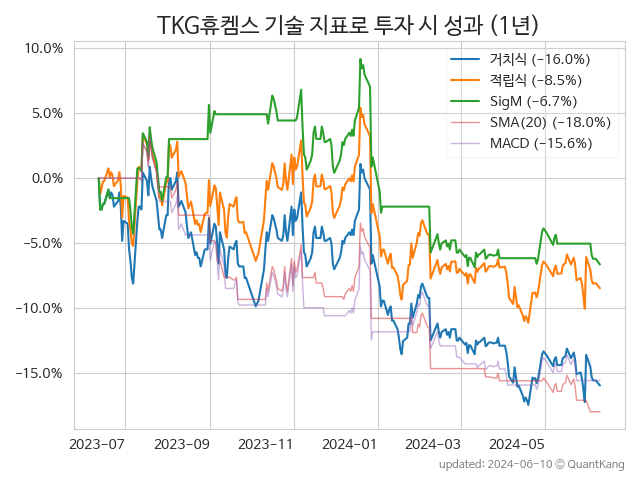 TKG휴켐스 기술 지표로 투자 시 성과 (1년)
10.0%
5.0%
0.0%
−5.0%
−10.0%
−15.0%
거치식 (−16.0%)
적립식 (−8.5%)
SigM (−6.7%)
SMA(20) (−18.0%)
MACD (−15.6%)
2023-07
2023-09
2023-11
2024-01
2024-03
2024-05
updated: 2024-06-10 © QuantKang